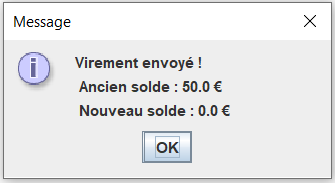 Message
Virement envoyé !
Ancien solde : 50.0 €
Nouveau solde : 0.0 €
OK